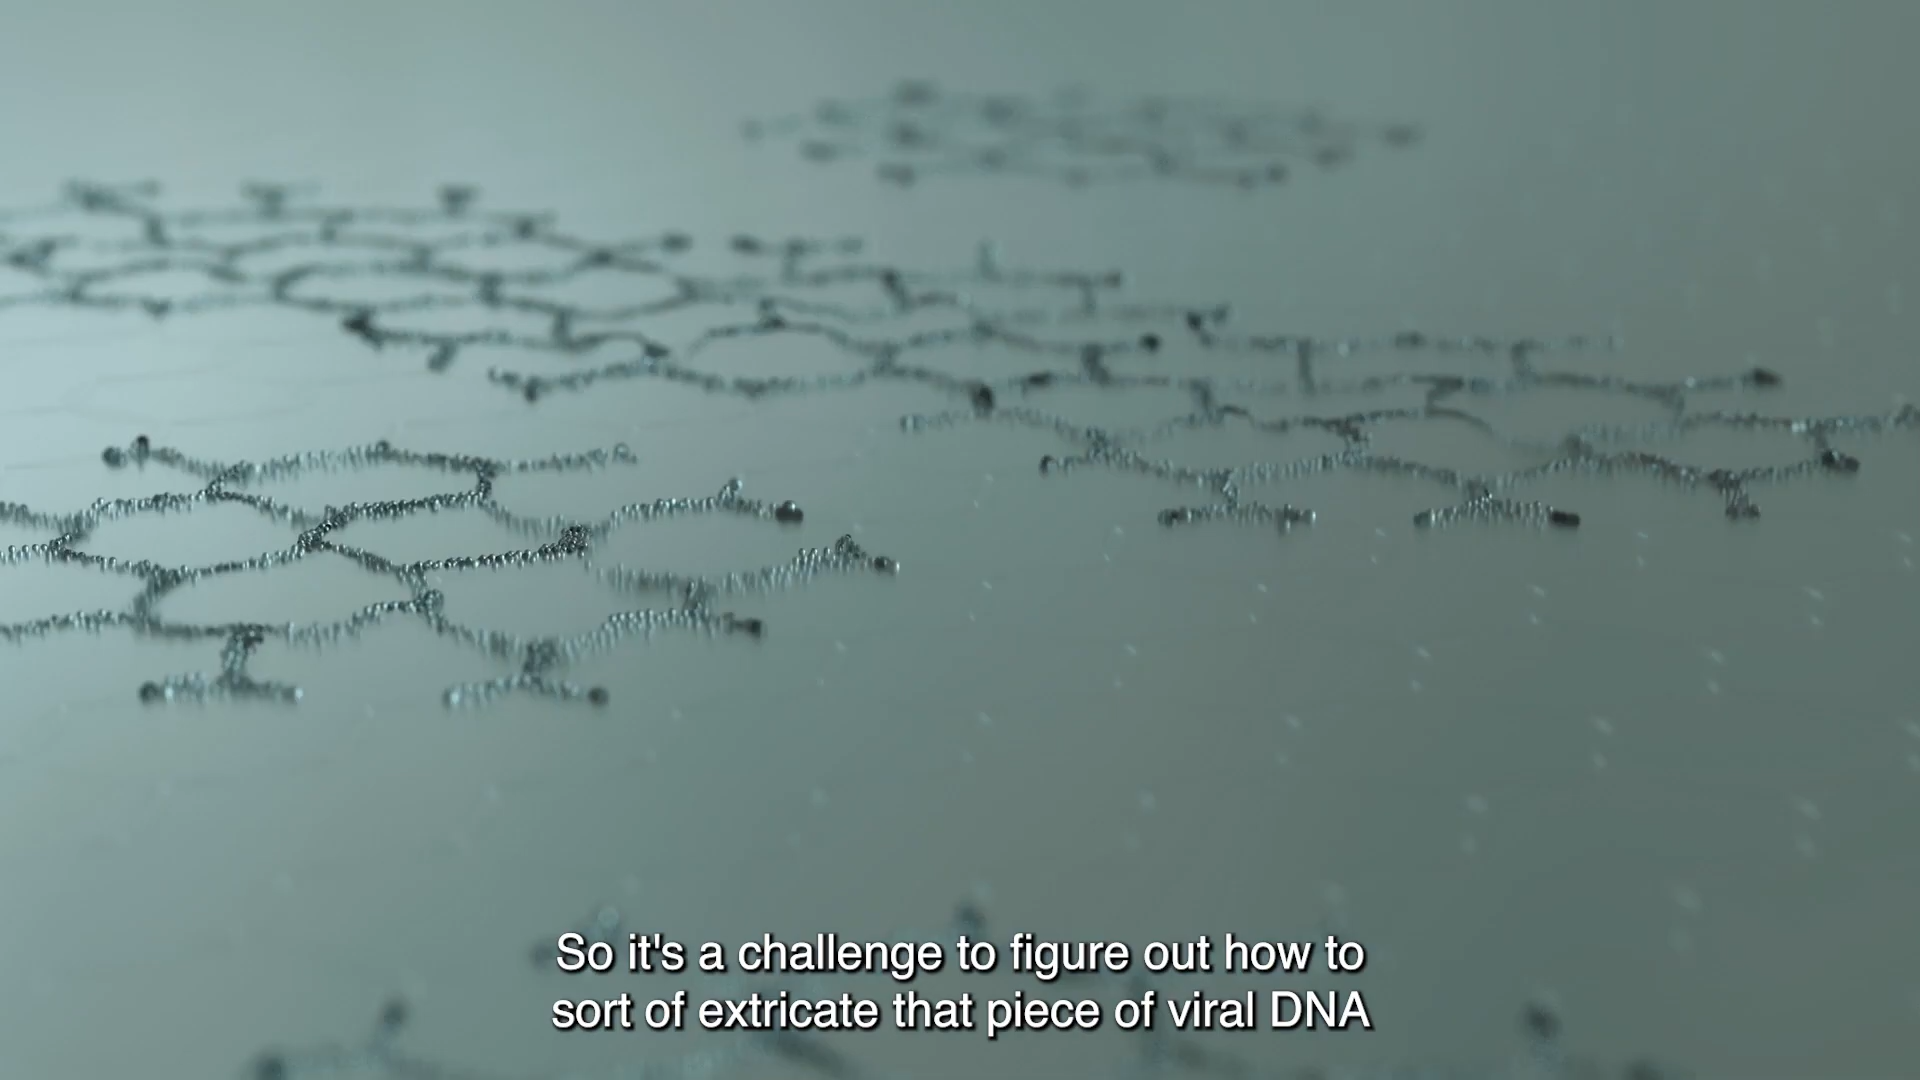 So it's a challenge to figure out how to
sort of extricate that piece of viral DNA